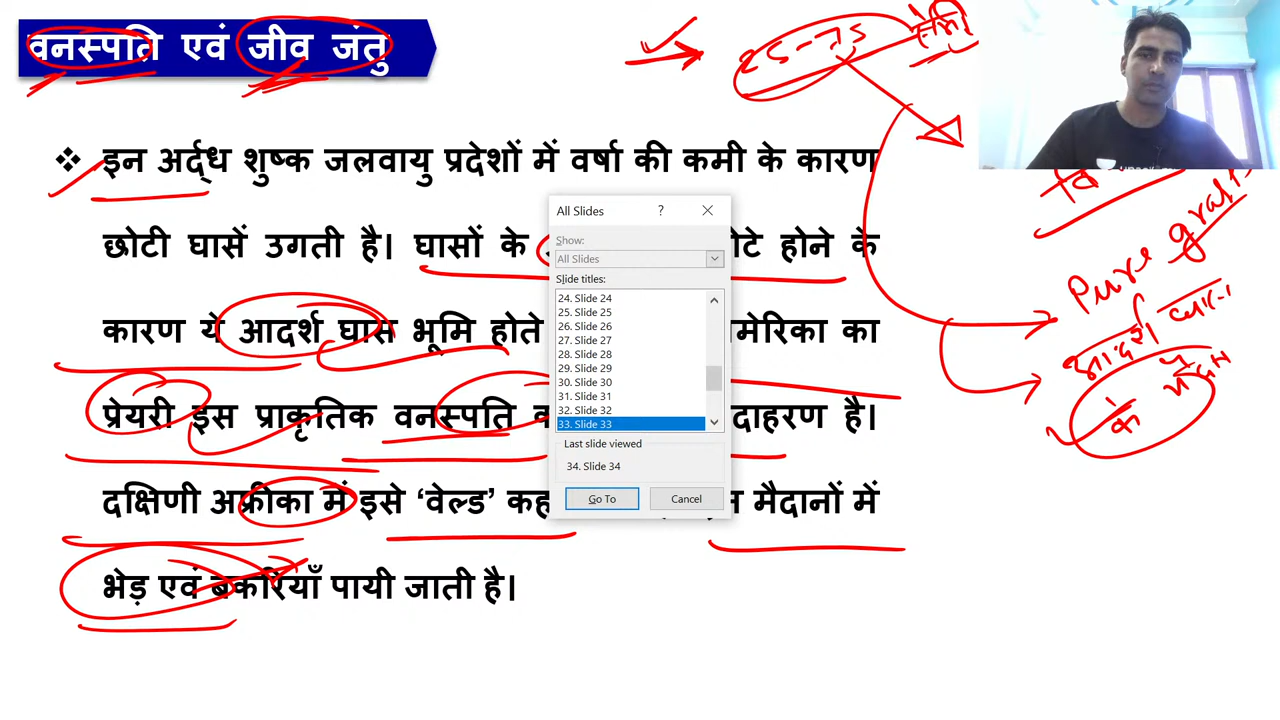 वनस्पति एवं जीव जंतु
25-75
सेमी
❖ इन अर्द्ध शुष्क जलवायु प्रदेशों में वर्षा की कमी के कारण
छोटी घासें उगती है। घासों के टे होने के
कारण ये आदर्श घास भूमि होते मेरिका का
प्रेयरी इस प्राकृतिक वनस्पति दाहरण है।
दक्षिणी अफ्रीका में इसे ‘वेल्ड’ कह मैदानों में
भेड़ एवं बकरियाँ पायी जाती है।
All Slides
?
Show:
All Slides
Slide titles:
24. Slide 24
25. Slide 25
26. Slide 26
27. Slide 27
28. Slide 28
29. Slide 29
30. Slide 30
31. Slide 31
32. Slide 32
33. Slide 33
Last slide viewed
34. Slide 34
Go To Cancel
Pure
आदर्श
के